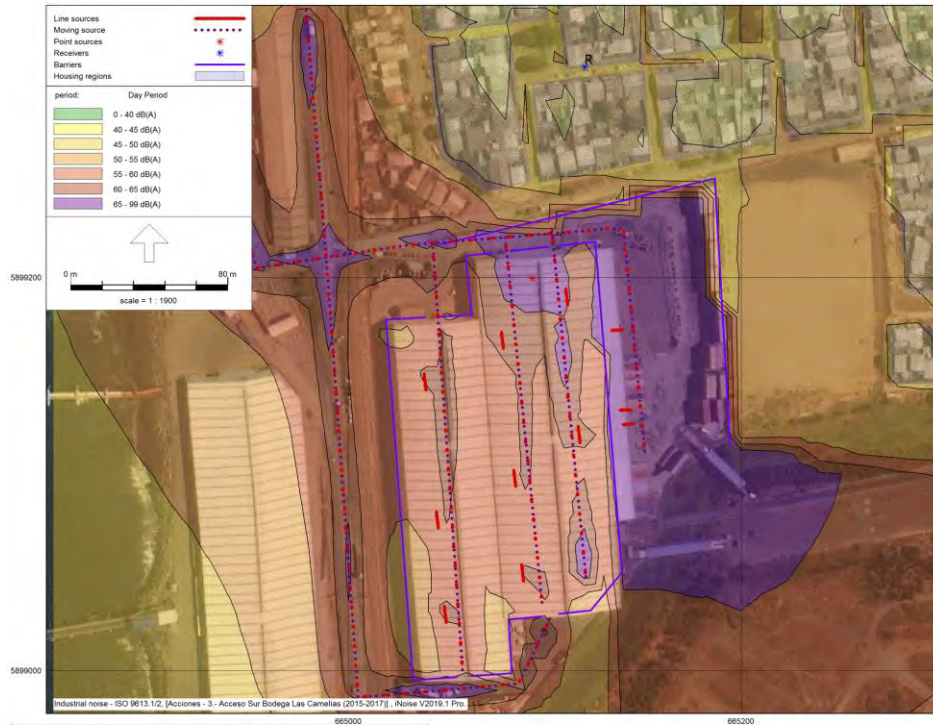 Line sources
Moving source
Point sources
Receivers
Barriers
Housing regions
period: Day Period
0 - 40 dB(A)
40 - 45 dB(A)
45 - 50 dB(A)
50 - 55 dB(A)
55 - 60 dB(A)
60 - 65 dB(A)
65 - 99 dB(A)
0 m 80 m
scale = 1 : 1900
R
5899200
5899000
Industrial noise - ISO 9613.1/2, [Acciones - 3.- Acceso Sur Bodega Las Camelias (2015-2017)] , iNoise V2019.1 Pro
665000 665200